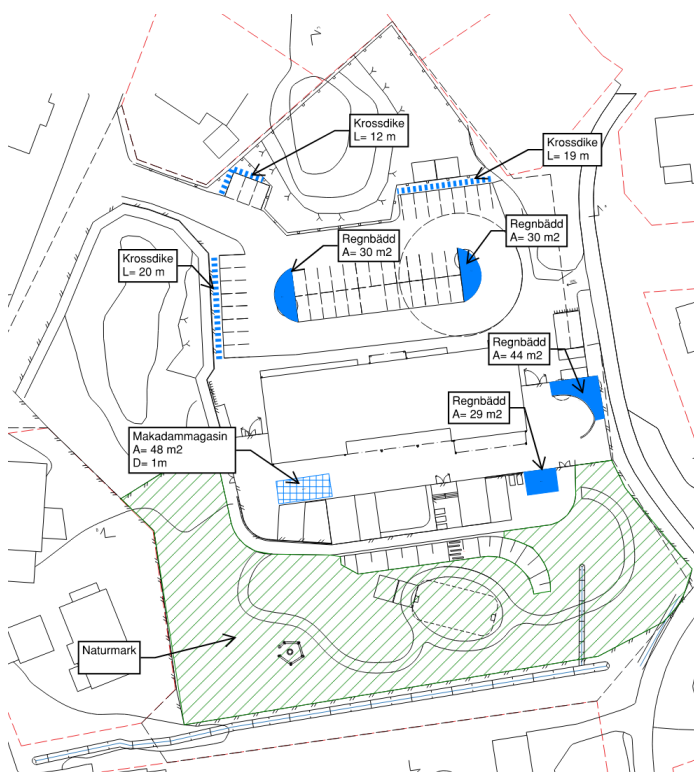 Krossdike
L= 12 m
Krossdike
L= 19 m
Regnbädd
A= 30 m2
Regnbädd
A= 30 m2
Krossdike
L= 20 m
Regnbädd
A= 44 m2
Regnbädd
A= 29 m2
Makadammagasin
A= 48 m2
D= 1m
Naturmark